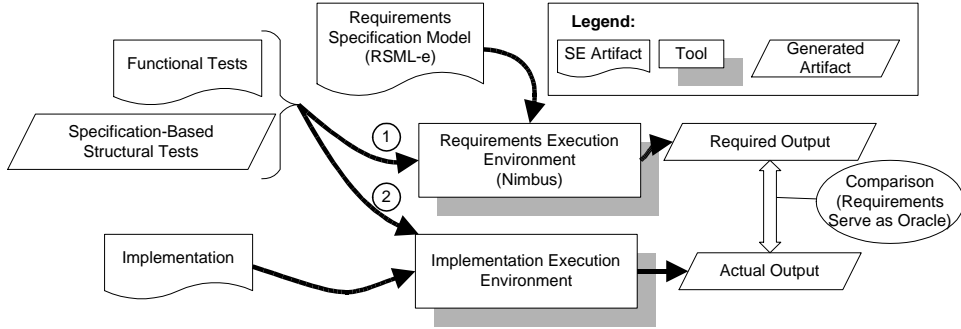 Requirements
Specification Model
(RSML-e)
Legend:
SE Artifact
Tool
Generated
Artifact
Functional Tests
Specification-Based
Structural Tests
1
2
Requirements Execution
Environment
(Nimbus)
Required Output
Comparison
(Requirements
Serve as Oracle)
Implementation
Implementation Execution
Environment
Actual Output